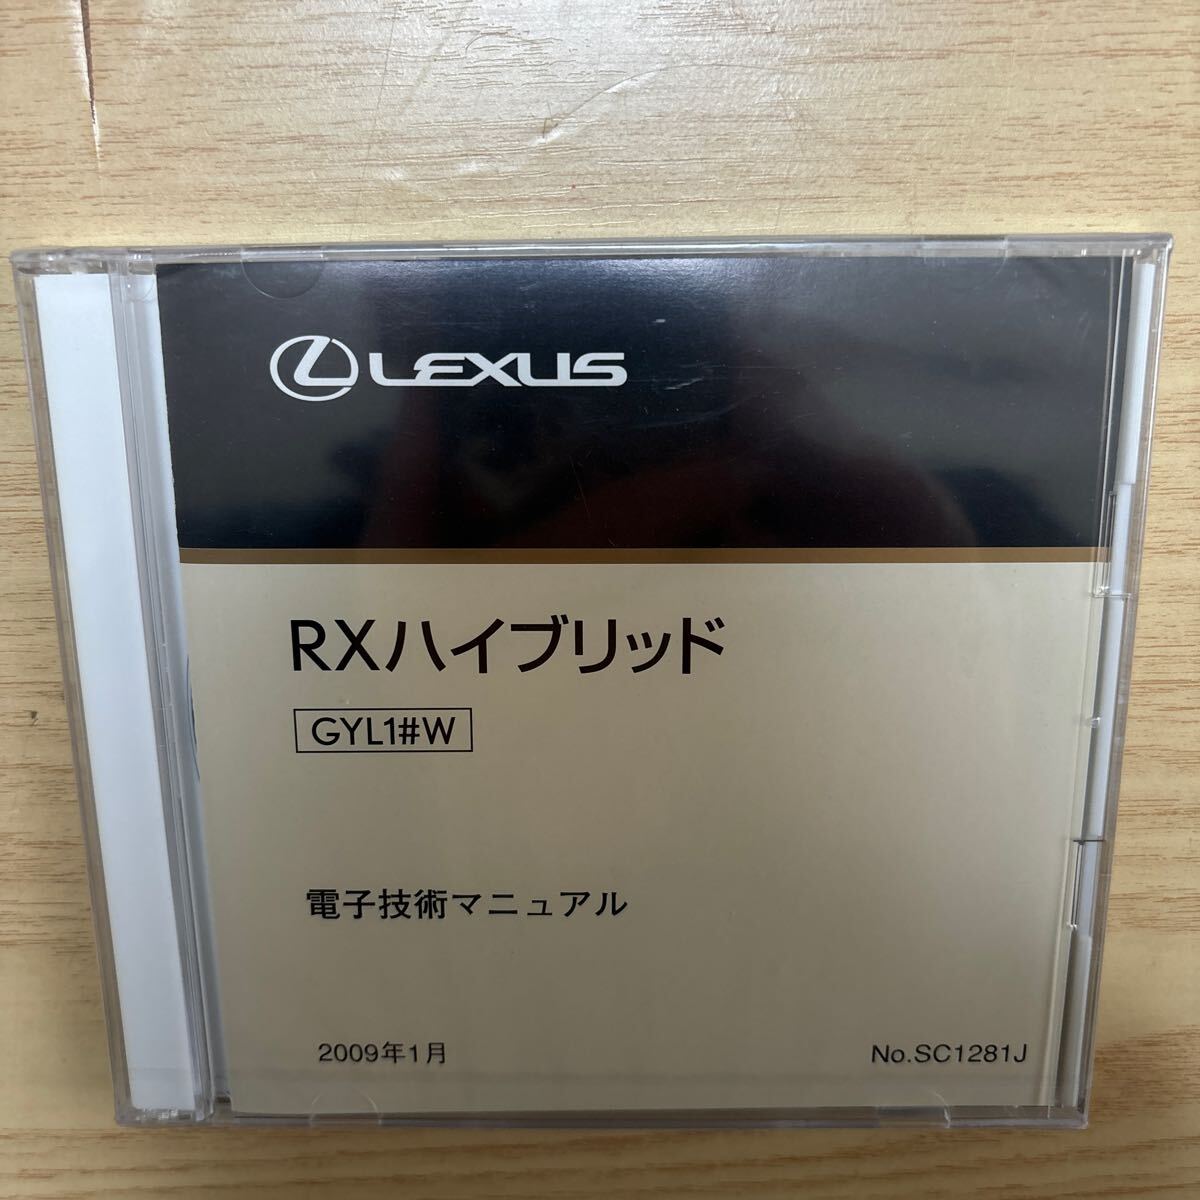 LEXUS
RXハイブリッド
GYL1#W
電子技術マニュアル
2009年1月
No.SC1281J